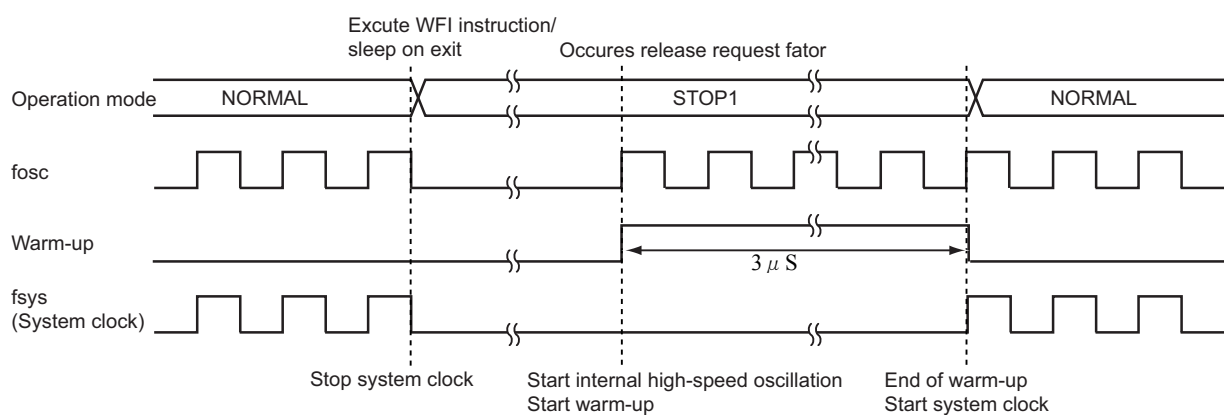 Excute WFI instruction/
sleep on exit
Occures release request fator
Operation mode
NORMAL
STOP1
NORMAL
fosc
Warm-up
3 μ S
fsys
(System clock)
Stop system clock
Start internal high-speed oscillation
Start warm-up
End of warm-up
Start system clock